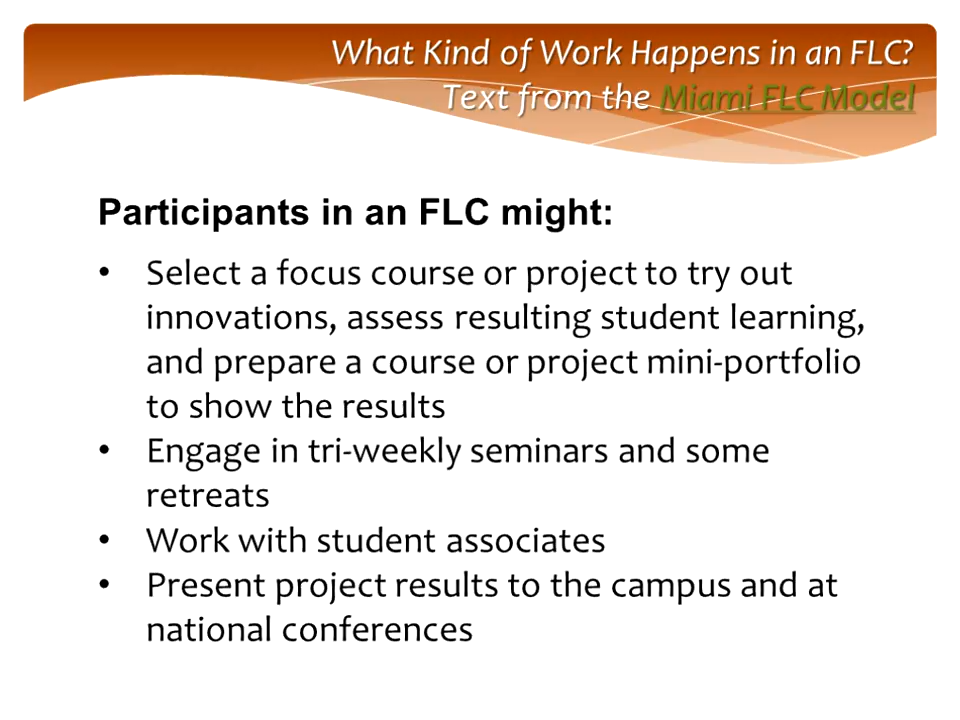 What Kind of Work Happens in an FLC?
Text from the Miami FLC Model
Participants in an FLC might:
• Select a focus course or project to try out
innovations, assess resulting student learning,
and prepare a course or project mini-portfolio
to show the results
• Engage in tri-weekly seminars and some
retreats
• Work with student associates
• Present project results to the campus and at
national conferences